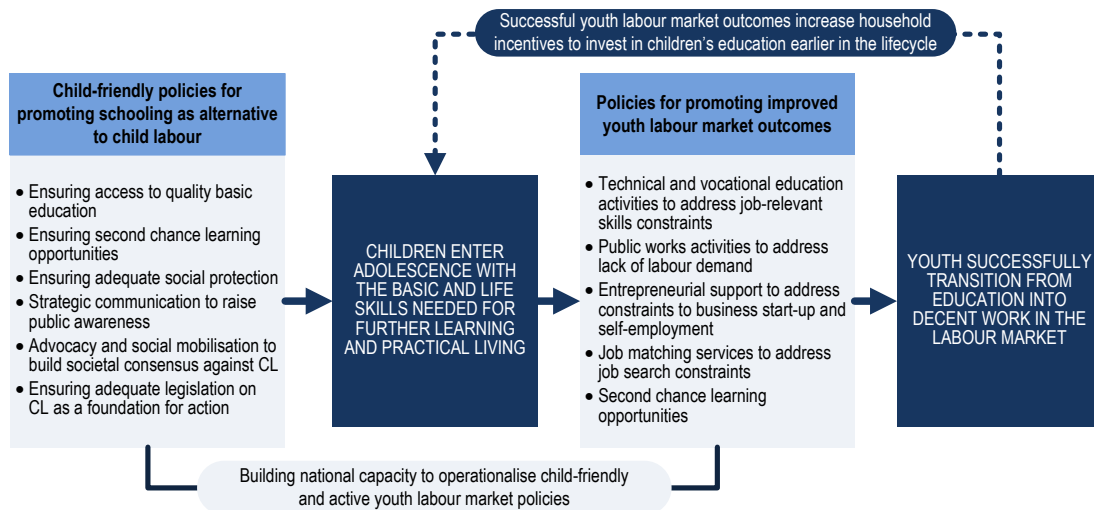 Successful youth labour market outcomes increase household
incentives to invest in children’s education earlier in the lifecycle
Child-friendly policies for
promoting schooling as alternative
to child labour
• Ensuring access to quality basic
education
• Ensuring second chance learning
opportunities
• Ensuring adequate social protection
• Strategic communication to raise
public awareness
• Advocacy and social mobilisation to
build societal consensus against CL
• Ensuring adequate legislation on
CL as a foundation for action
CHILDREN ENTER
ADOLESCENCE WITH
THE BASIC AND LIFE
SKILLS NEEDED FOR
FURTHER LEARNING
AND PRACTICAL LIVING
Policies for promoting improved
youth labour market outcomes
• Technical and vocational education
activities to address job-relevant
skills constraints
• Public works activities to address
lack of labour demand
• Entrepreneurial support to address
constraints to business start-up and
self-employment
• Job matching services to address
job search constraints
• Second chance learning
opportunities
YOUTH SUCCESSFULLY
TRANSITION FROM
EDUCATION INTO
DECENT WORK IN THE
LABOUR MARKET
Building national capacity to operationalise child-friendly
and active youth labour market policies